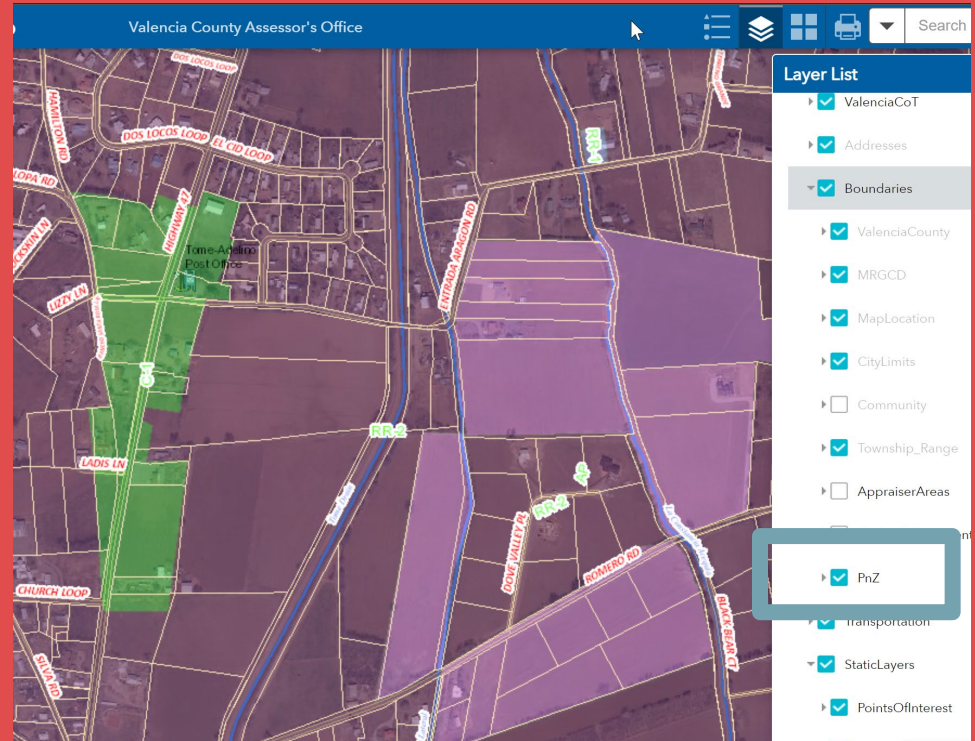 Valencia County Assessor's Office
Search
Layer List
ValenciaCoT
Addresses
Boundaries
ValenciaCounty
MRGCD
MapLocation
CityLimits
Community
Township_Range
AppraiserAreas
PnZ
Transportation
StaticLayers
PointsOfInterest
DOS LOCOS LOOP
HAMILTON RD
DOS LOCOS LOOP
EL CID LOOP
RR-1
LOPA RD
HIGHWAY 47
Tome-Adelino
Post Office
ENTRADA ARAGON RD
LIZZY LN
C-1
RR-2
LADIS LN
AP
RR-2
DOVE VALLEY PL
ROMERO RD
CHURCH LOOP
BLACK BEAR CT
SILVA RD